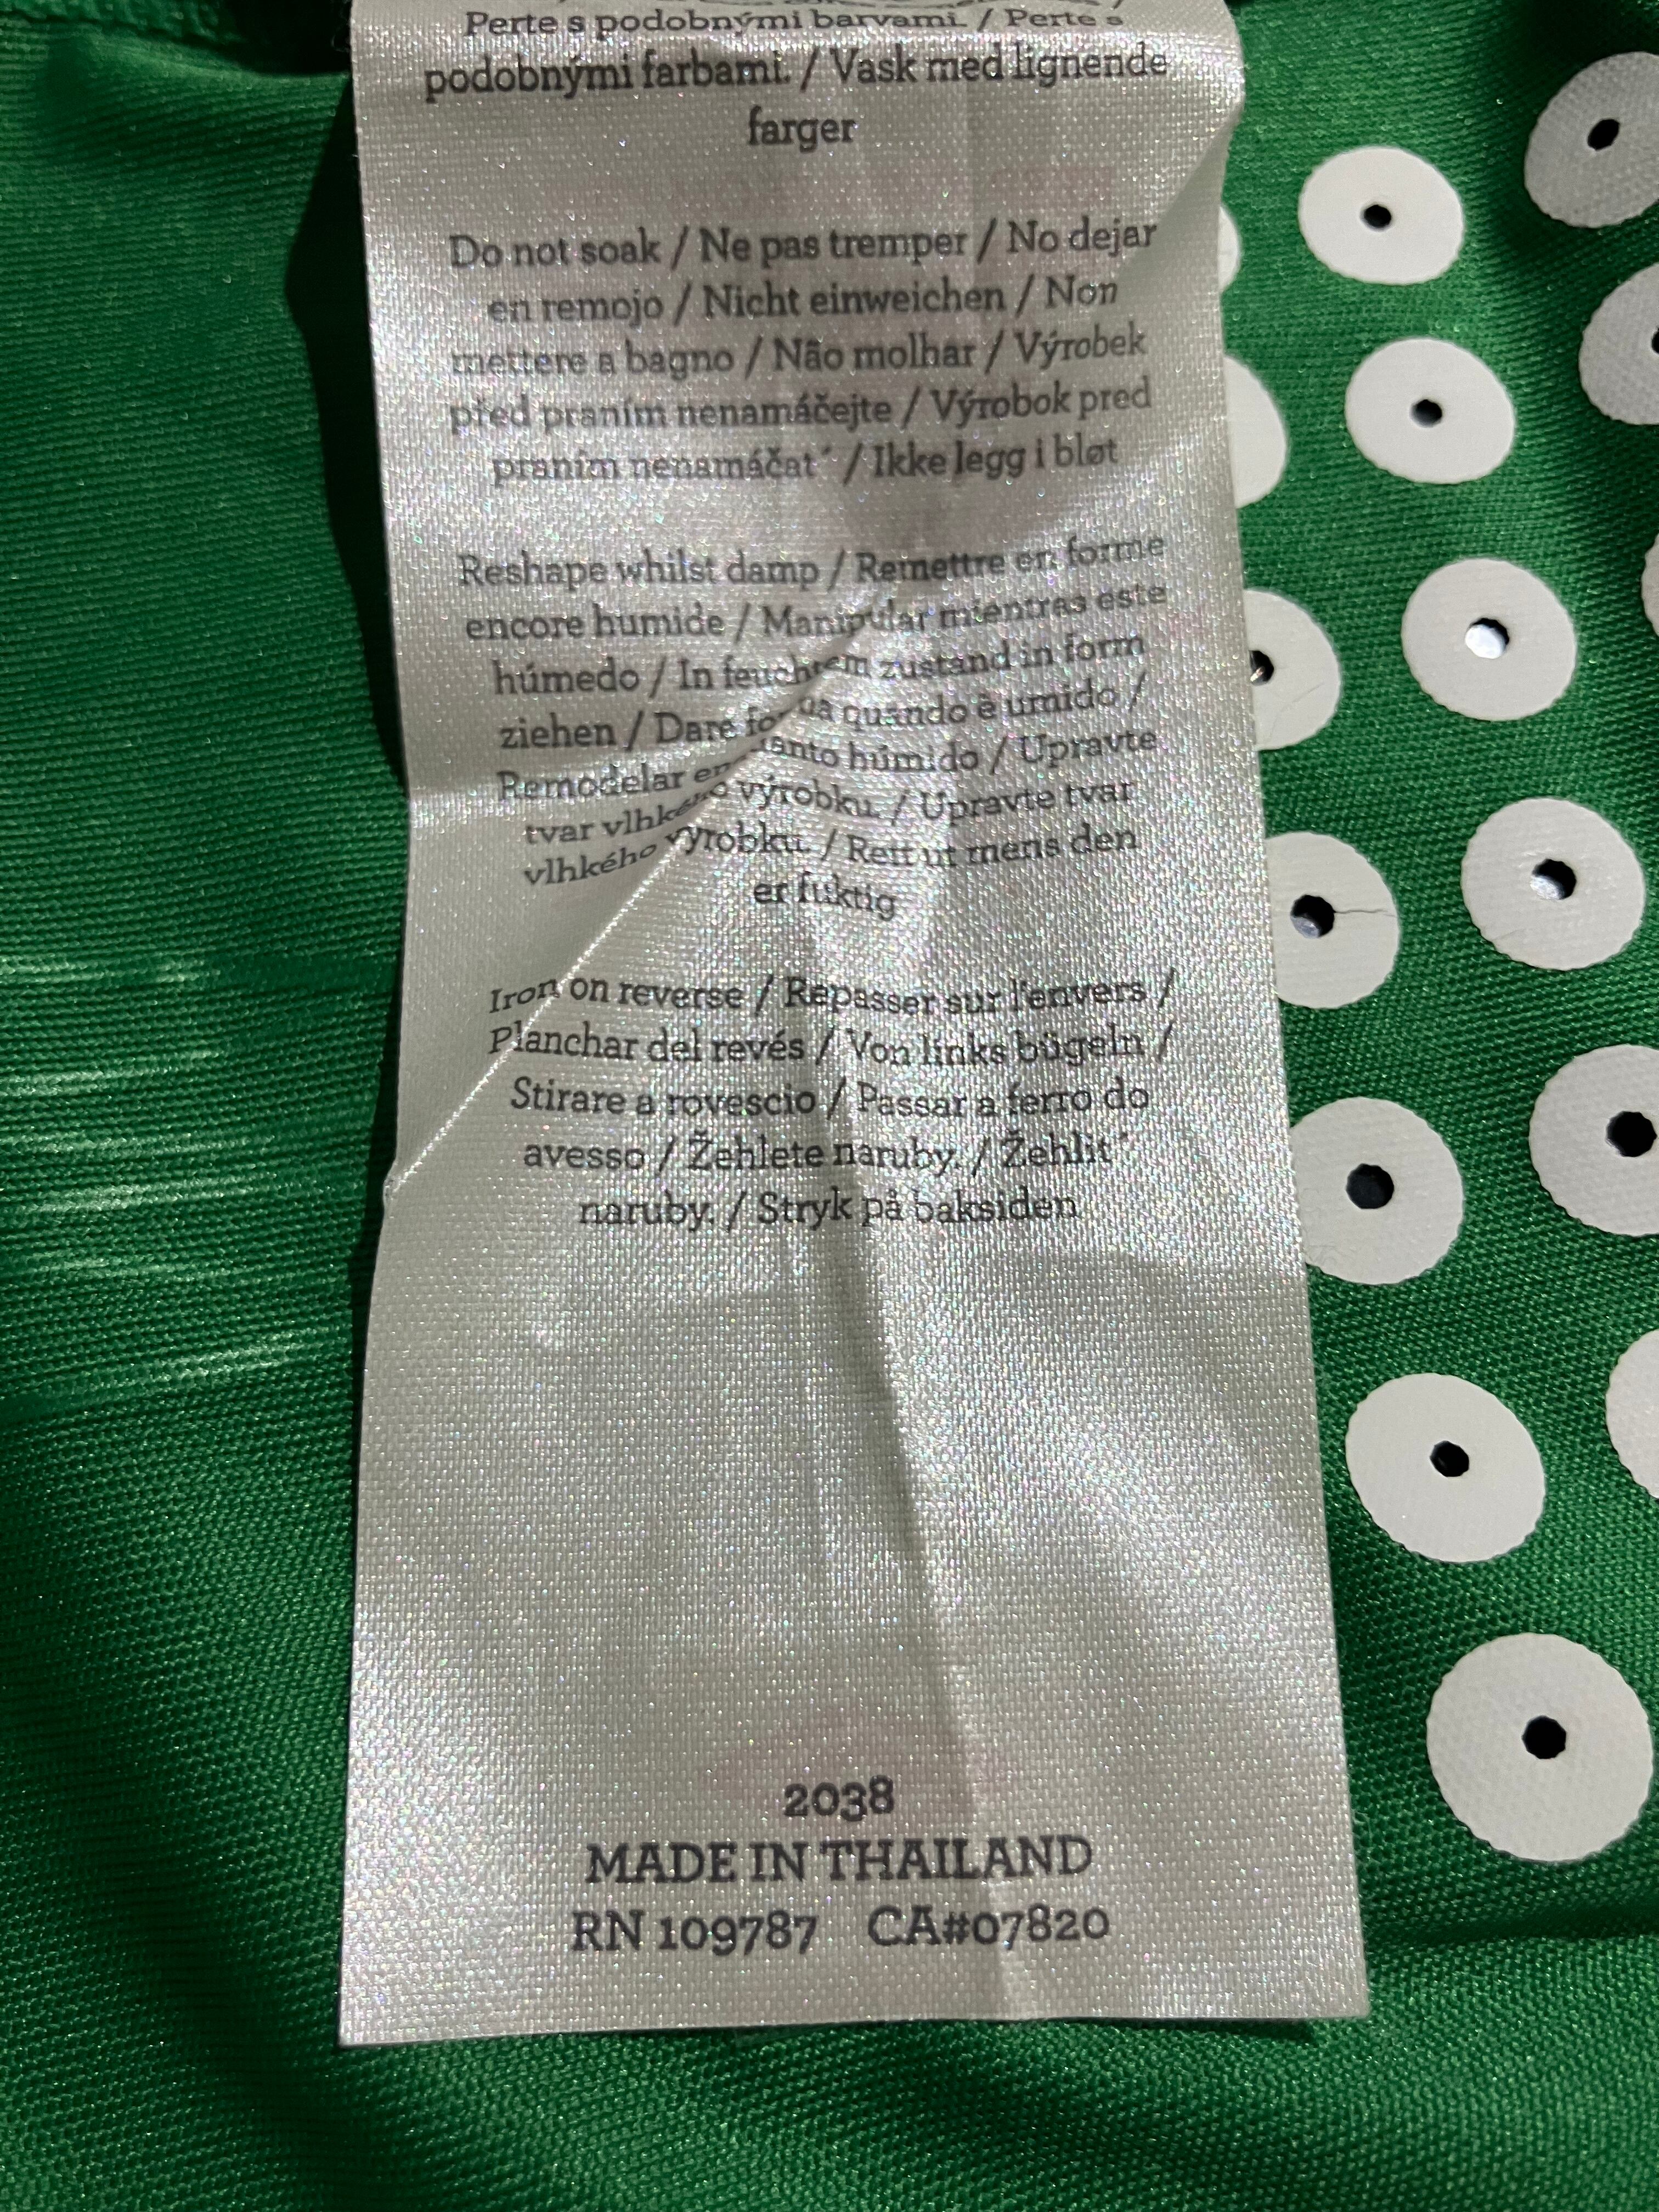 Perte s podobnými barvami. / Perte s
podobnými farbami. / Vask med lignende
farger
Do not soak / Ne pas tremper / No dejar
en remojo / Nicht einweichen / Non
mettere a bagno / Não molhar / Výrobek
před praním nenamáčejte / Výrobok pred
praním nenamáčat´ / Ikke legg i bløt
Reshape whilst damp / Remettre en forme
encore humide / Manipular mientras este
húmedo / In feuchtem zustand in form
ziehen / Dare quando è umido /
Remodelar húmido / Upravte
tvar vlhkého výrobku. / Upravte tvar
vlhkého výrobku. / Rett ut mens den
er fuktig
Iron on reverse / Repasser sur l'envers /
Planchar del revés / Von links bügeln /
Stirare a rovescio / Passar a ferro do
avesso / Žehlete naruby. / Žehlit´
naruby. / Stryk på baksiden
2038
MADE IN THAILAND
RN 109787 CA#07820